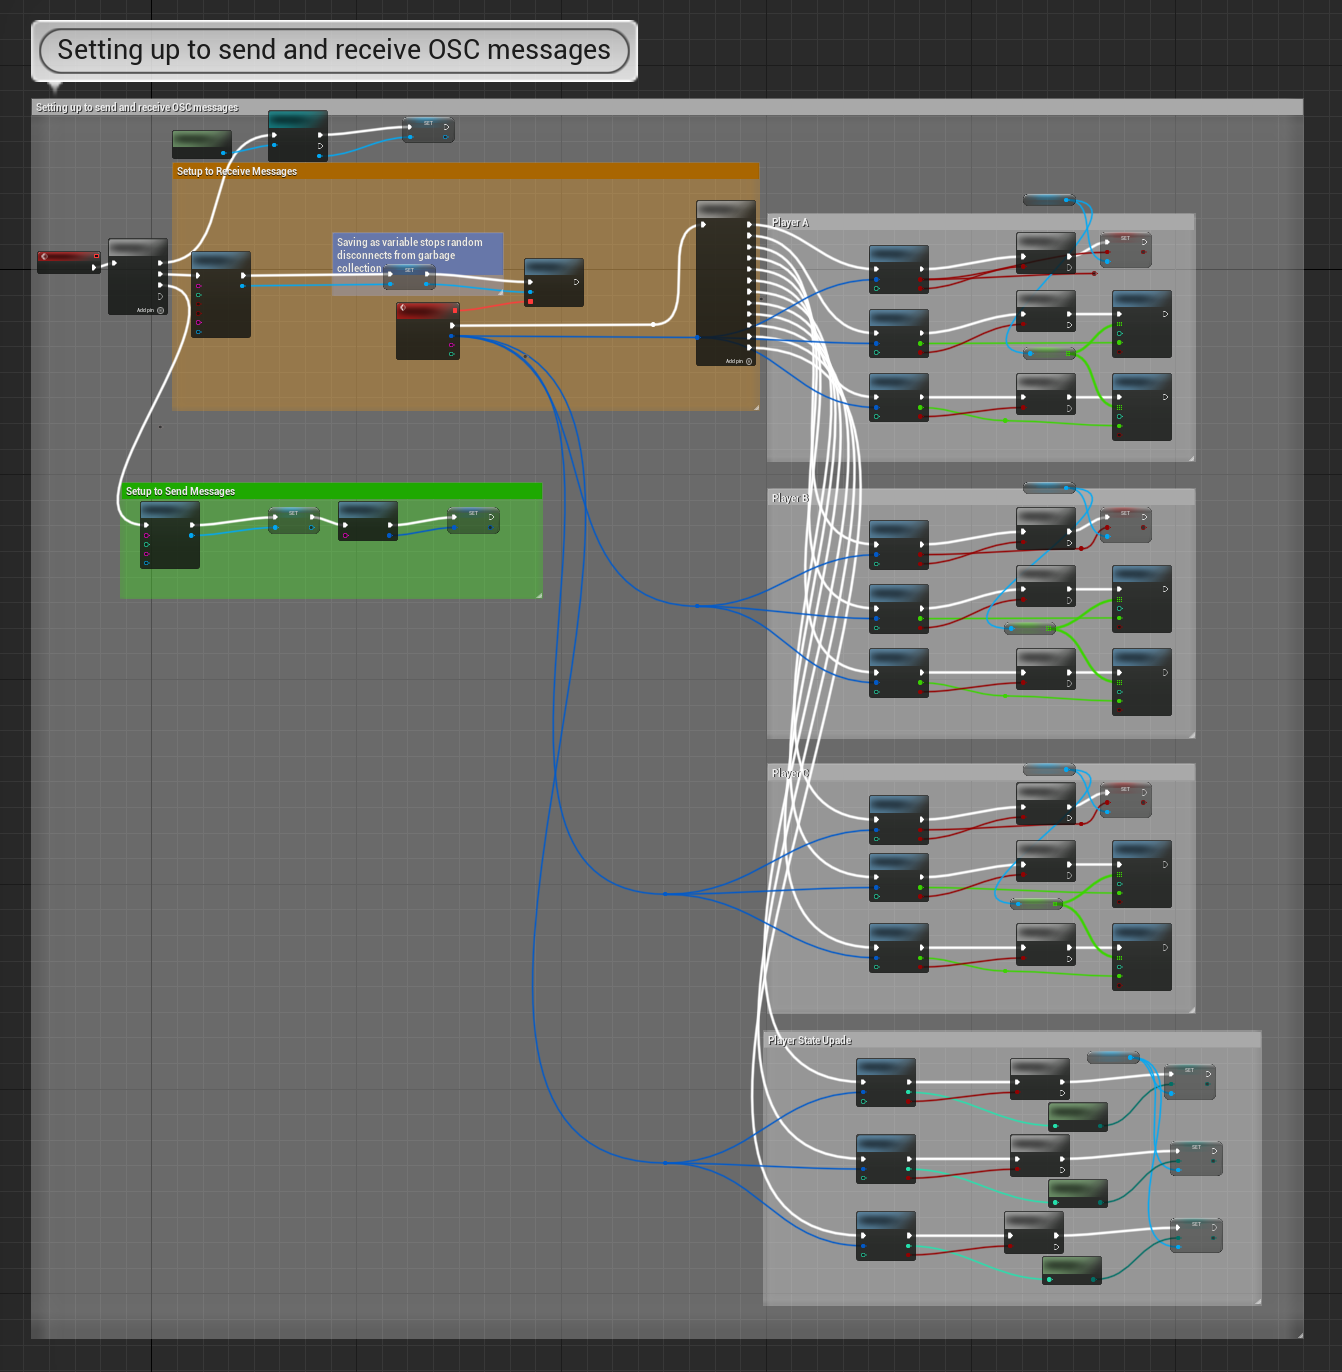 Setting up to send and receive OSC messages
Setting up to send and receive OSC messages
SET
Setup to Receive Messages
Player A
Saving as variable stops random
disconnects from garbage
collection
SET
SET
Add pin
Add pin
Setup to Send Messages
SET
SET
Player B
SET
Player C
SET
Player State Upade
SET
SET
SET